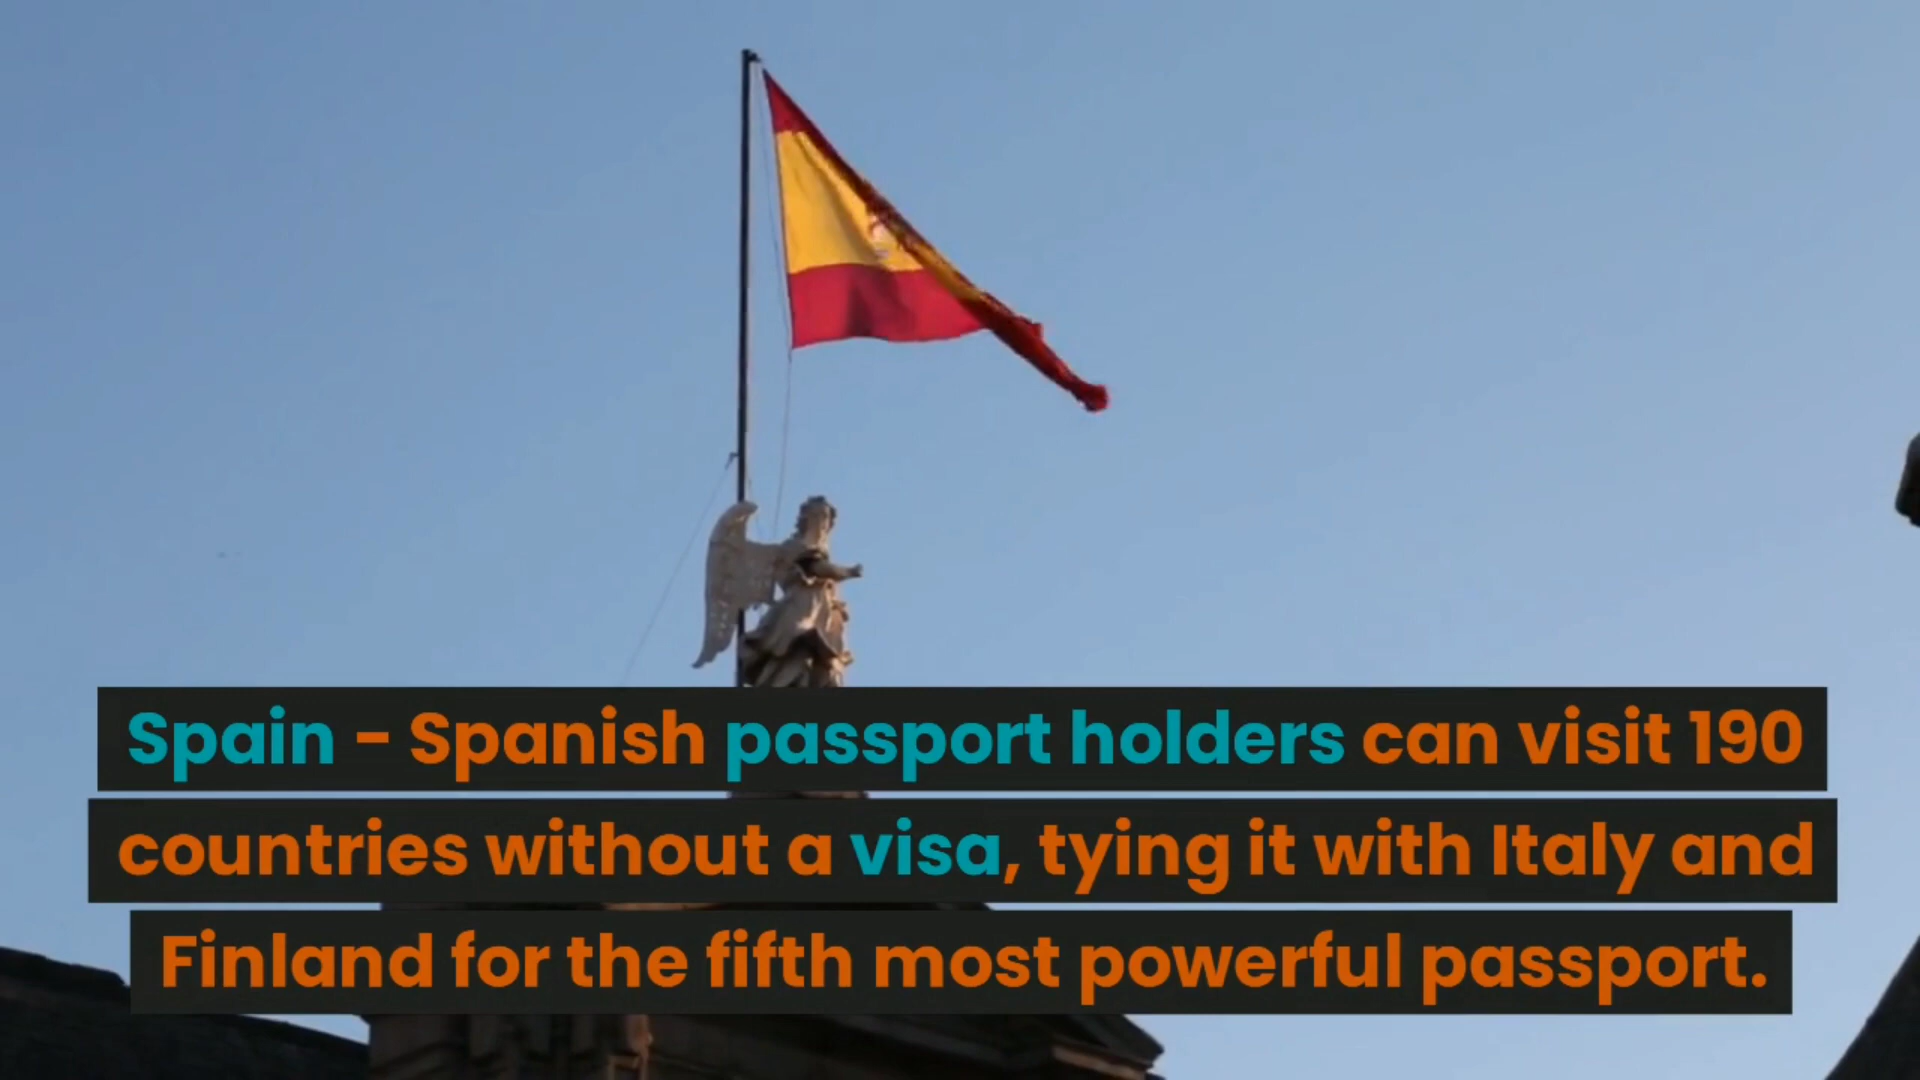 Spain - Spanish passport holders can visit 190
countries without a visa, tying it with Italy and
Finland for the fifth most powerful passport.